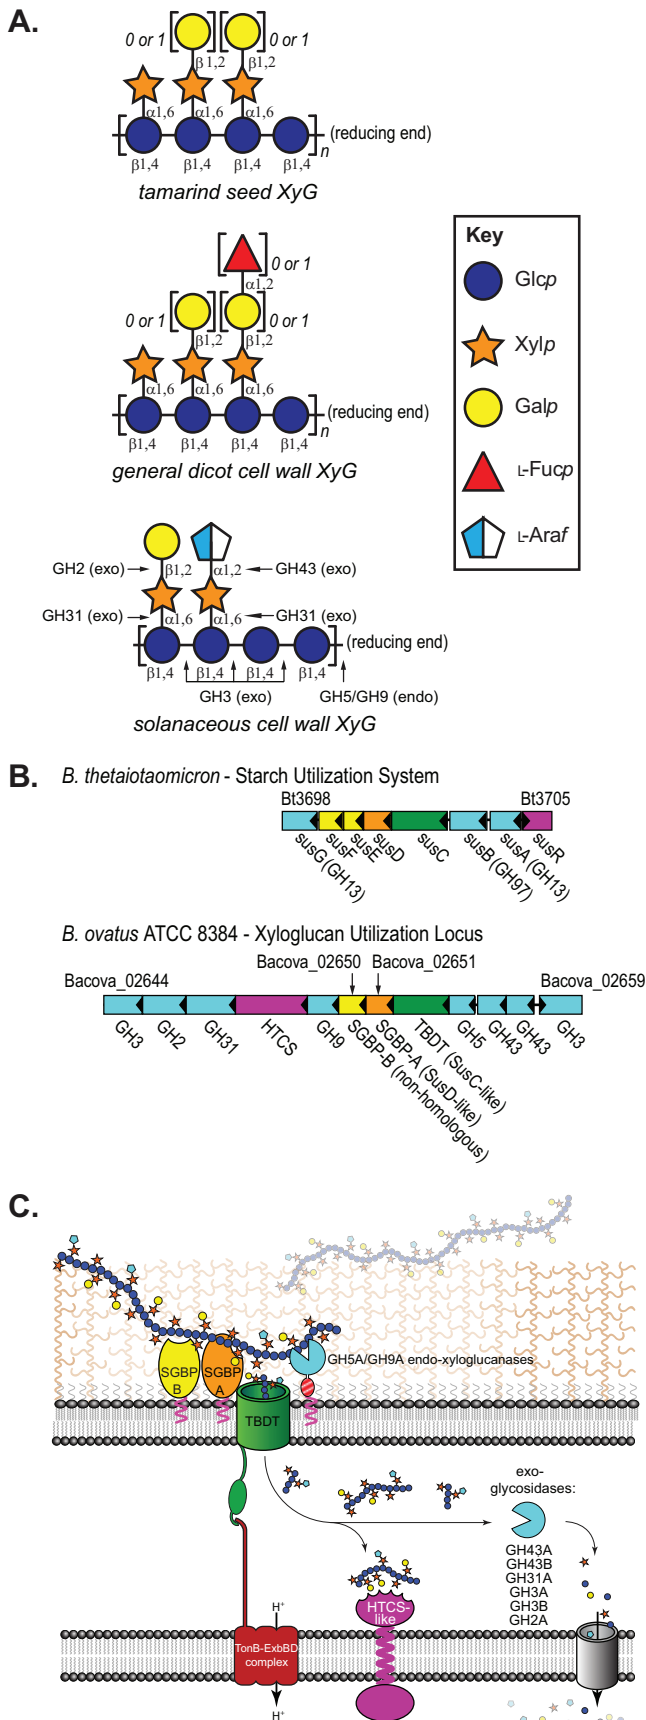 A.
0 or 1 0 or 1
β1,2 β1,2
α1,6 α1,6 α1,6
(reducing end)
n
β1,4 β1,4 β1,4 β1,4
tamarind seed XyG
0 or 1
α1,2
0 or 1 0 or 1
β1,2 β1,2
α1,6 α1,6 α1,6
(reducing end)
n
β1,4 β1,4 β1,4 β1,4
general dicot cell wall XyG
Key
Glcp
Xylp
Galp
L-Fucp
L-Araf
GH2 (exo) β1,2 α1,2 GH43 (exo)
GH31 (exo) α1,6 α1,6 GH31 (exo)
(reducing end)
n
β1,4 β1,4 β1,4 β1,4
GH3 (exo) GH5/GH9 (endo)
solanaceous cell wall XyG
B.
B. thetaiotaomicron - Starch Utilization System
Bt3698 Bt3705
susG (GH13)
susF
susE
susD
susC
susB (GH97)
susA (GH13)
susR
B. ovatus ATCC 8384 - Xyloglucan Utilization Locus
Bacova_02650 Bacova_02651
Bacova_02644 Bacova_02659
GH3
GH2
GH31
HTCS
GH9
SGBP-B (non-homologous)
SGBP-A (SusD-like)
TBDT (SusC-like)
GH5
GH43
GH43
GH3
C.
SGBP
B
SGBP
A
GH5A/GH9A endo-xyloglucanases
TBDT
exo-
glycosidases:
GH43A
GH43B
GH31A
GH3A
GH3B
GH2A
HTCS-
like
H+
TonB-ExbBD
complex
H+